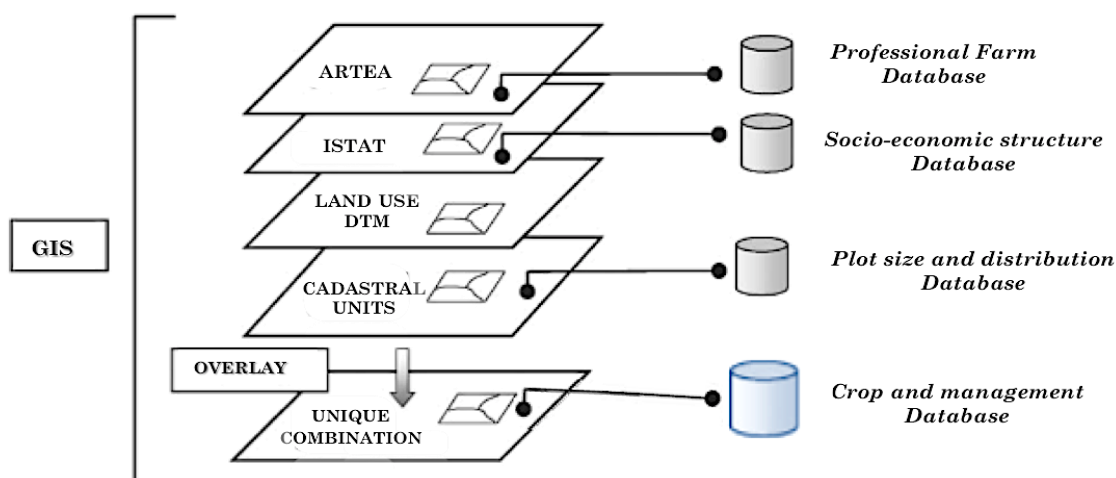 ARTEA
Professional Farm
Database
ISTAT
Socio-economic structure
Database
LAND USE
DTM
GIS
CADASTRAL
UNITS
Plot size and distribution
Database
OVERLAY
UNIQUE
COMBINATION
Crop and management
Database